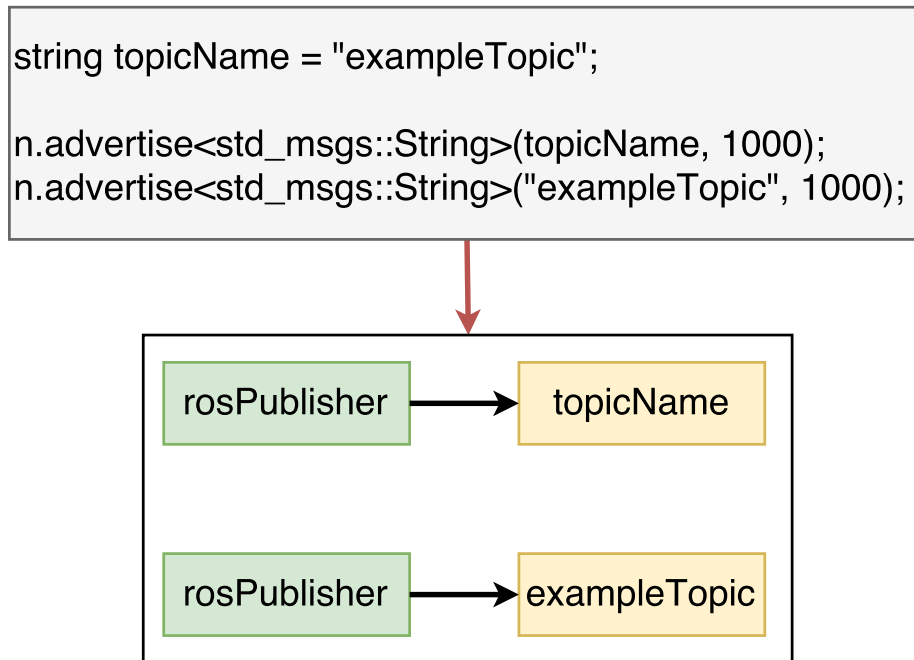 string topicName = "exampleTopic";
n.advertise<std_msgs::String>(topicName, 1000);
n.advertise<std_msgs::String>("exampleTopic", 1000);
rosPublisher
topicName
rosPublisher
exampleTopic